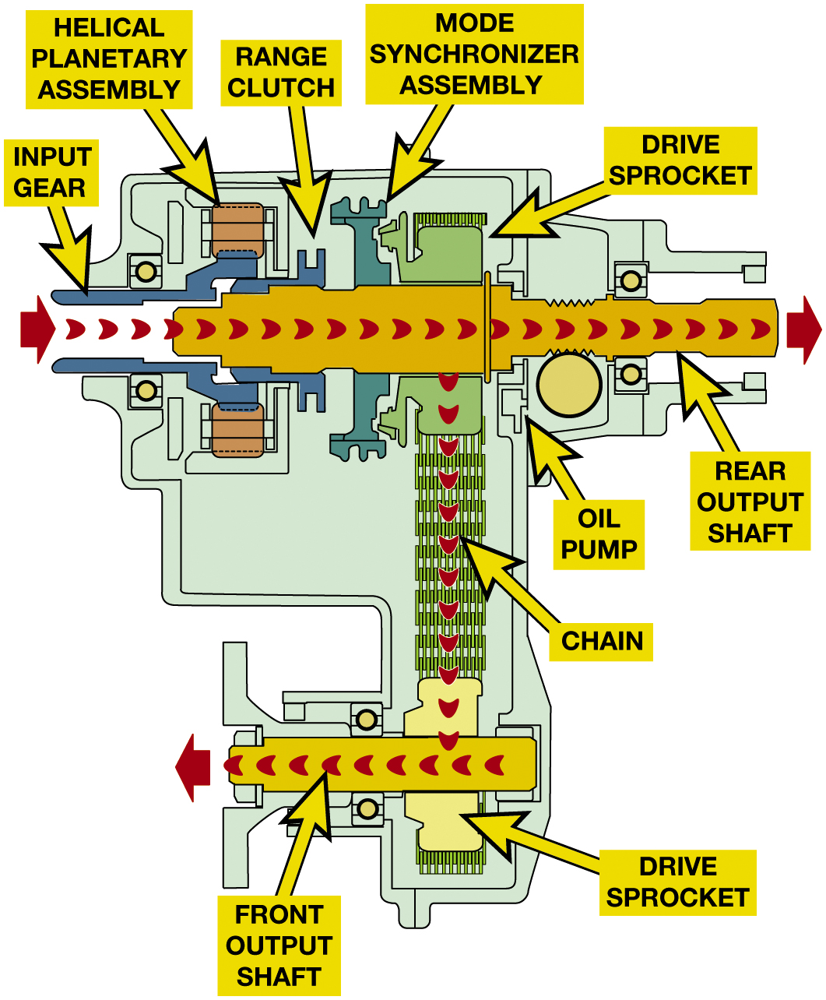 HELICAL
PLANETARY
ASSEMBLY
RANGE
CLUTCH
MODE
SYNCHRONIZER
ASSEMBLY
DRIVE
SPROCKET
INPUT
GEAR
REAR
OUTPUT
SHAFT
OIL
PUMP
CHAIN
DRIVE
SPROCKET
FRONT
OUTPUT
SHAFT